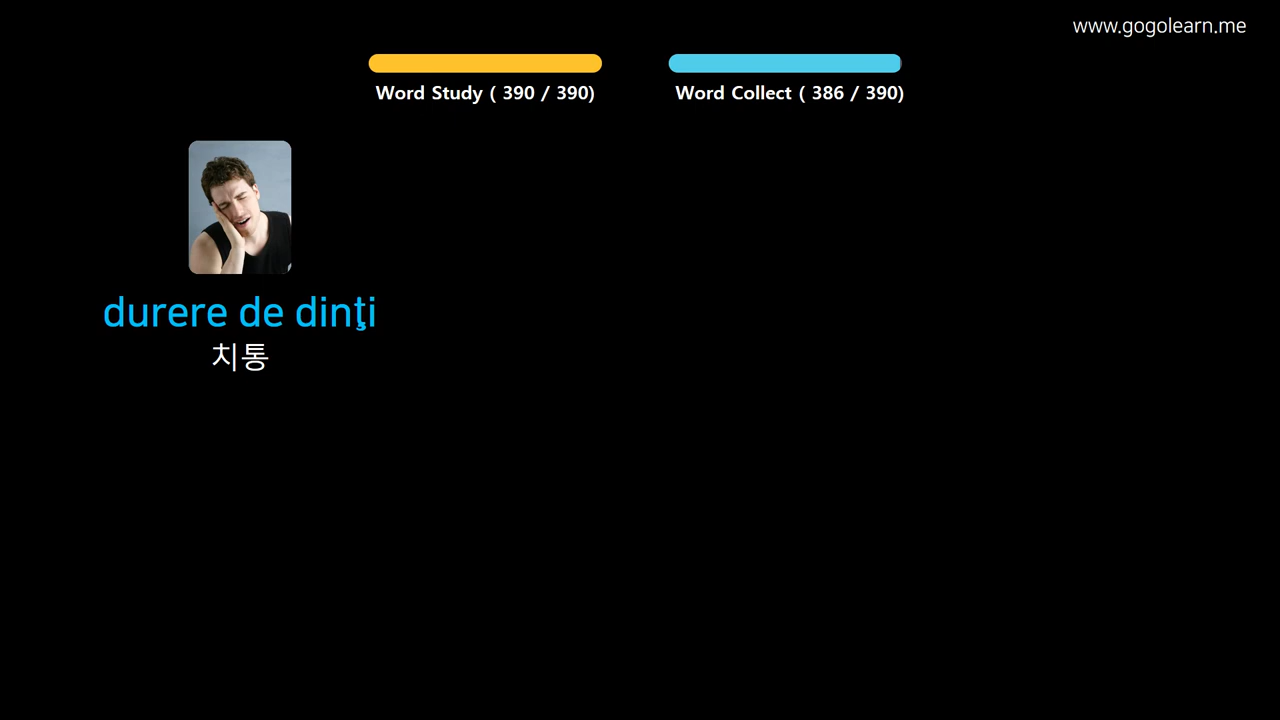 www.gogolearn.me
Word Study ( 390 / 390)
Word Collect ( 386 / 390)
durere de dinţi
치통